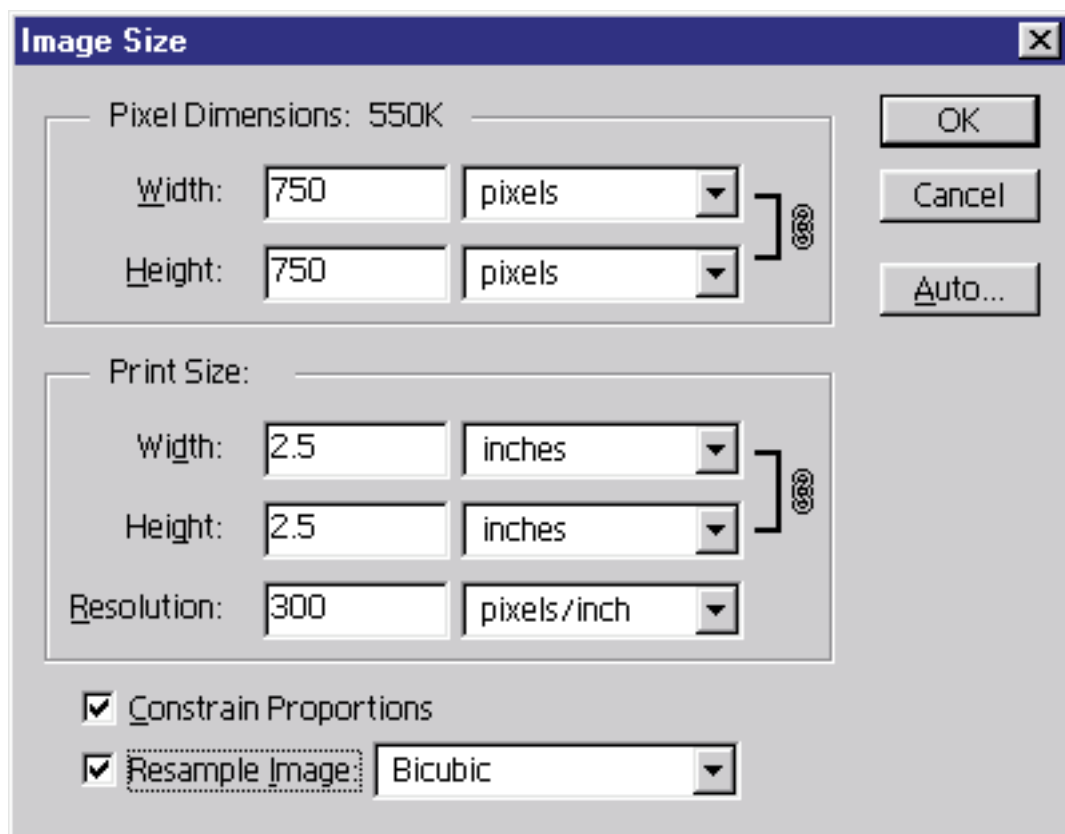 Image Size
Pixel Dimensions: 550K
OK
Width: 750 pixels
Cancel
Height: 750 pixels
Auto...
Print Size:
Width: 2.5 inches
Height: 2.5 inches
Resolution: 300 pixels/inch
Constrain Proportions
Resample Image: Bicubic